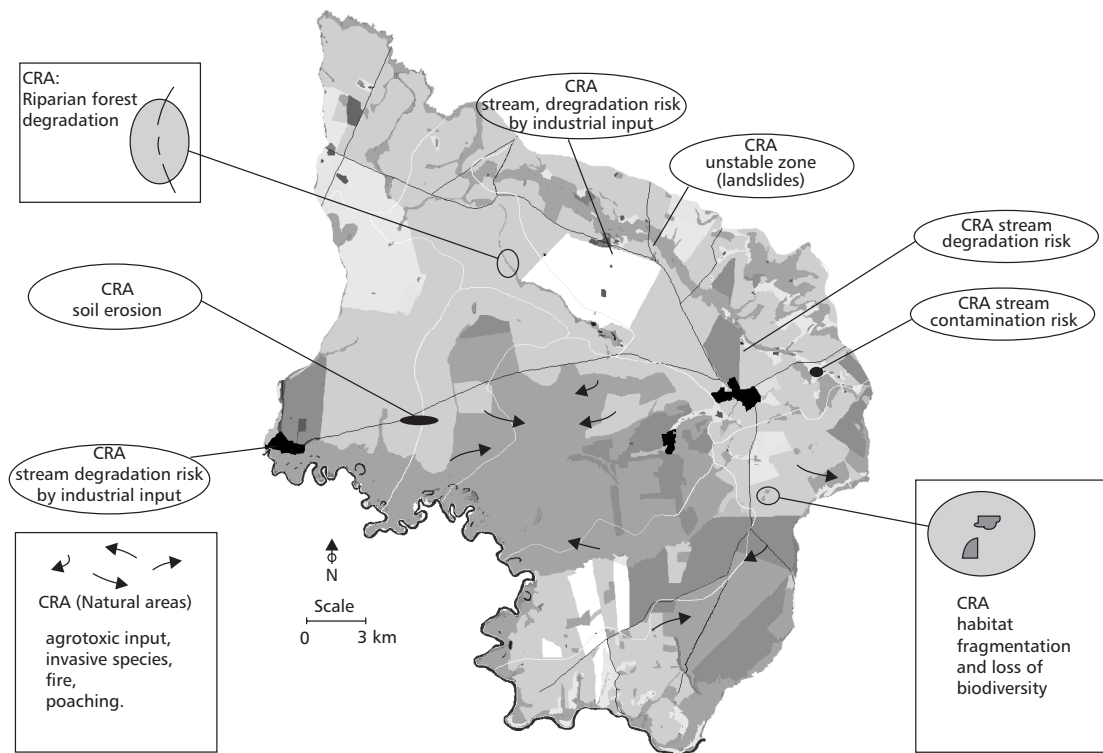 CRA:
Riparian forest
degradation
CRA
stream, dregradation risk
by industrial input
CRA
unstable zone
(landslides)
CRA stream
degradation risk
CRA stream
contamination risk
CRA
soil erosion
CRA
stream degradation risk
by industrial input
CRA (Natural areas)
agrotoxic input,
invasive species,
fire,
poaching.
N
Scale
0 3 km
CRA
habitat
fragmentation
and loss of
biodiversity